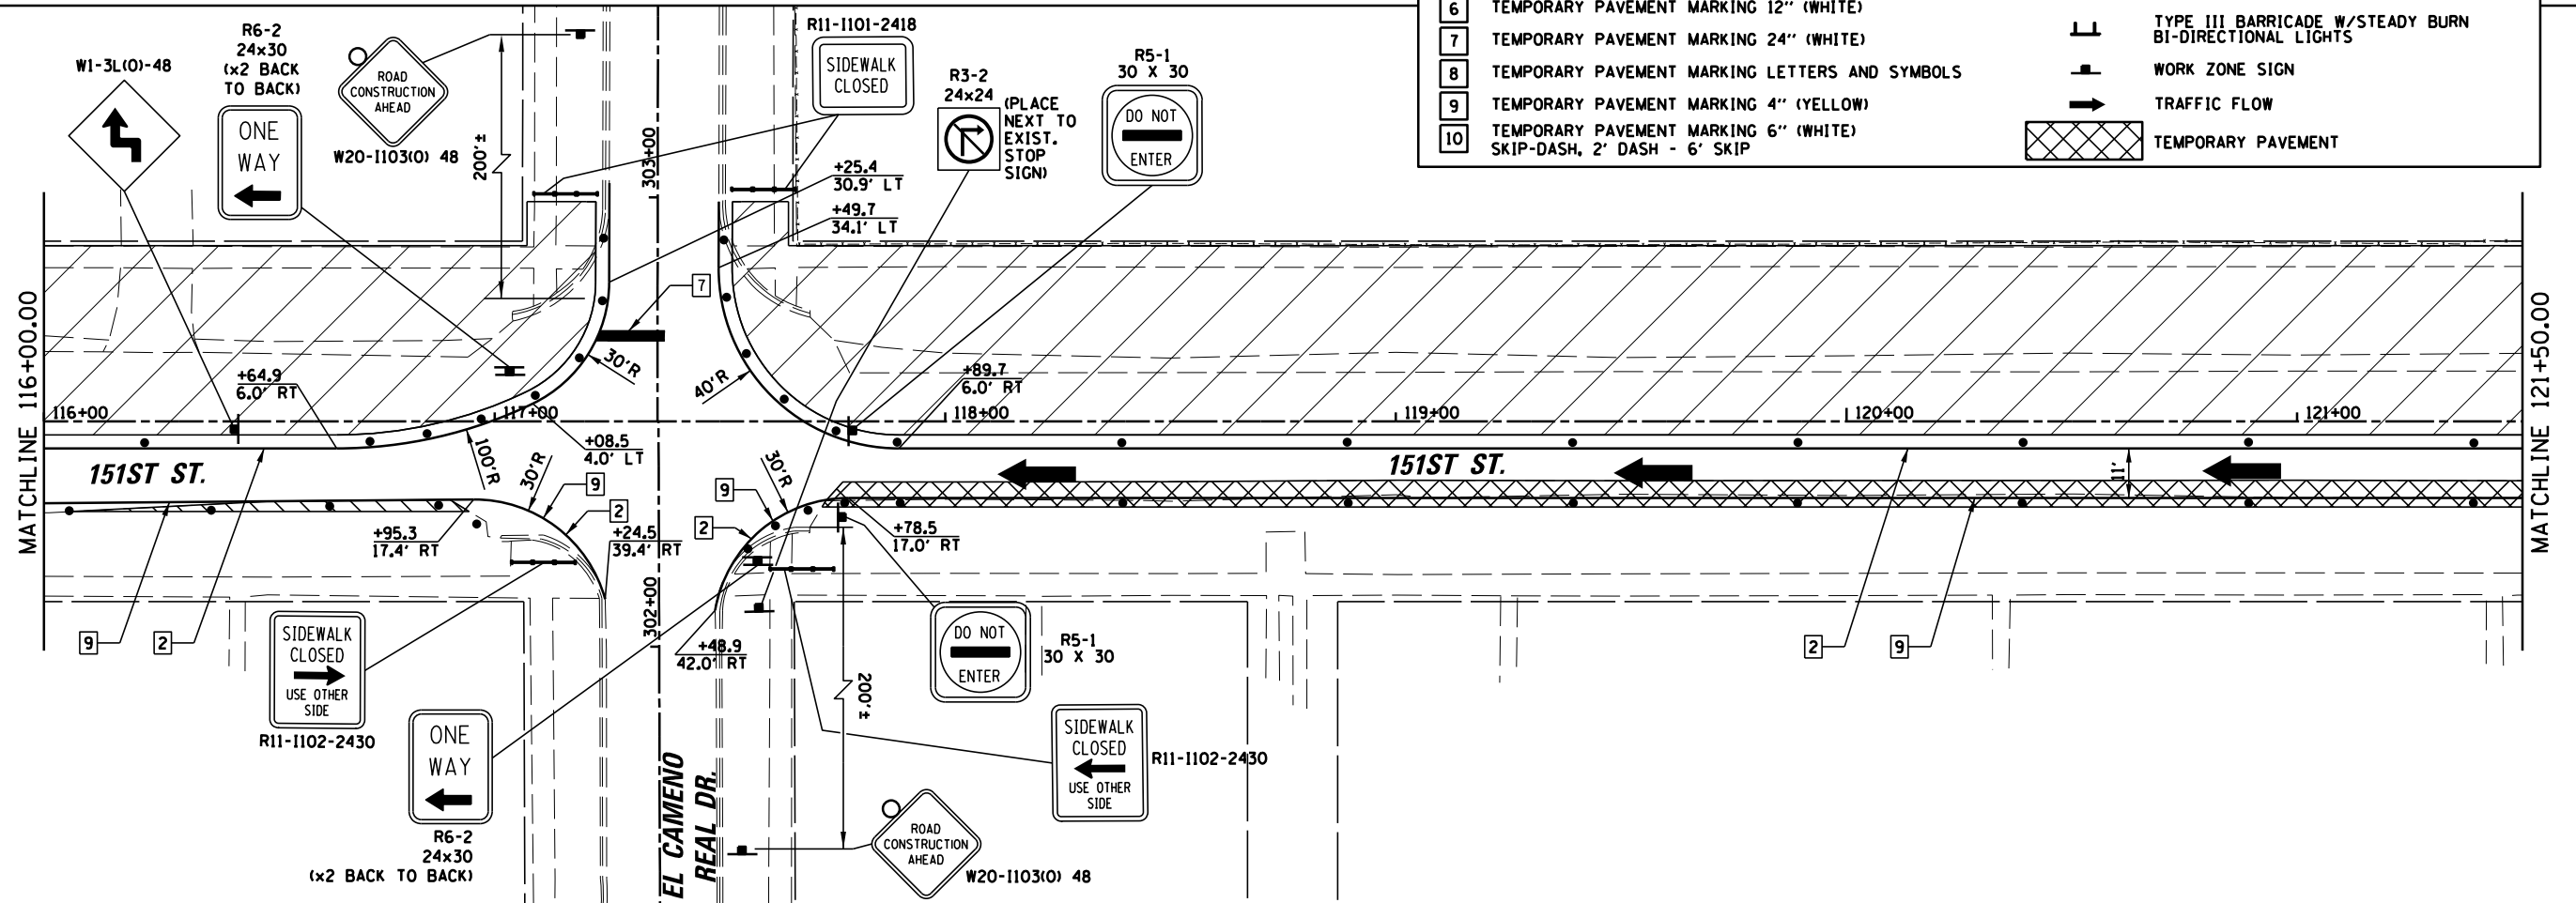 6 TEMPORARY PAVEMENT MARKING 12" (WHITE)
7 TEMPORARY PAVEMENT MARKING 24" (WHITE)
8 TEMPORARY PAVEMENT MARKING LETTERS AND SYMBOLS
9 TEMPORARY PAVEMENT MARKING 4" (YELLOW)
10 TEMPORARY PAVEMENT MARKING 6" (WHITE)
SKIP-DASH, 2' DASH - 6' SKIP
TYPE III BARRICADE W/STEADY BURN
BI-DIRECTIONAL LIGHTS
WORK ZONE SIGN
TRAFFIC FLOW
TEMPORARY PAVEMENT
W1-3L(O)-48
R6-2
24x30
(x2 BACK
TO BACK)
ONE
WAY
ROAD
CONSTRUCTION
AHEAD
W20-I103(O) 48
200'±
R11-I101-2418
SIDEWALK
CLOSED
303+00
R3-2
24x24
(PLACE
NEXT TO
EXIST.
STOP
SIGN)
R5-1
30 X 30
DO NOT
ENTER
+25.4
30.9' LT
+49.7
34.1' LT
7
30'R
40'R
+64.9
6.0' RT
+89.7
6.0' RT
MATCHLINE 116+00.00
116+00
117+00
118+00
119+00
120+00
121+00
MATCHLINE 121+50.00
+08.5
4.0' LT
151ST ST.
100'R
30'R
9
2
30'R
9
2
151ST ST.
11'
+95.3
17.4' RT
+24.5
39.4' RT
+78.5
17.0' RT
302+00
+48.9
42.0' RT
9
2
2
9
SIDEWALK
CLOSED
USE OTHER
SIDE
R11-I102-2430
ONE
WAY
R6-2
24x30
(x2 BACK TO BACK)
EL CAMENO
REAL DR.
200'±
DO NOT
ENTER
R5-1
30 X 30
SIDEWALK
CLOSED
USE OTHER
SIDE
R11-I102-2430
ROAD
CONSTRUCTION
AHEAD
W20-I103(O) 48